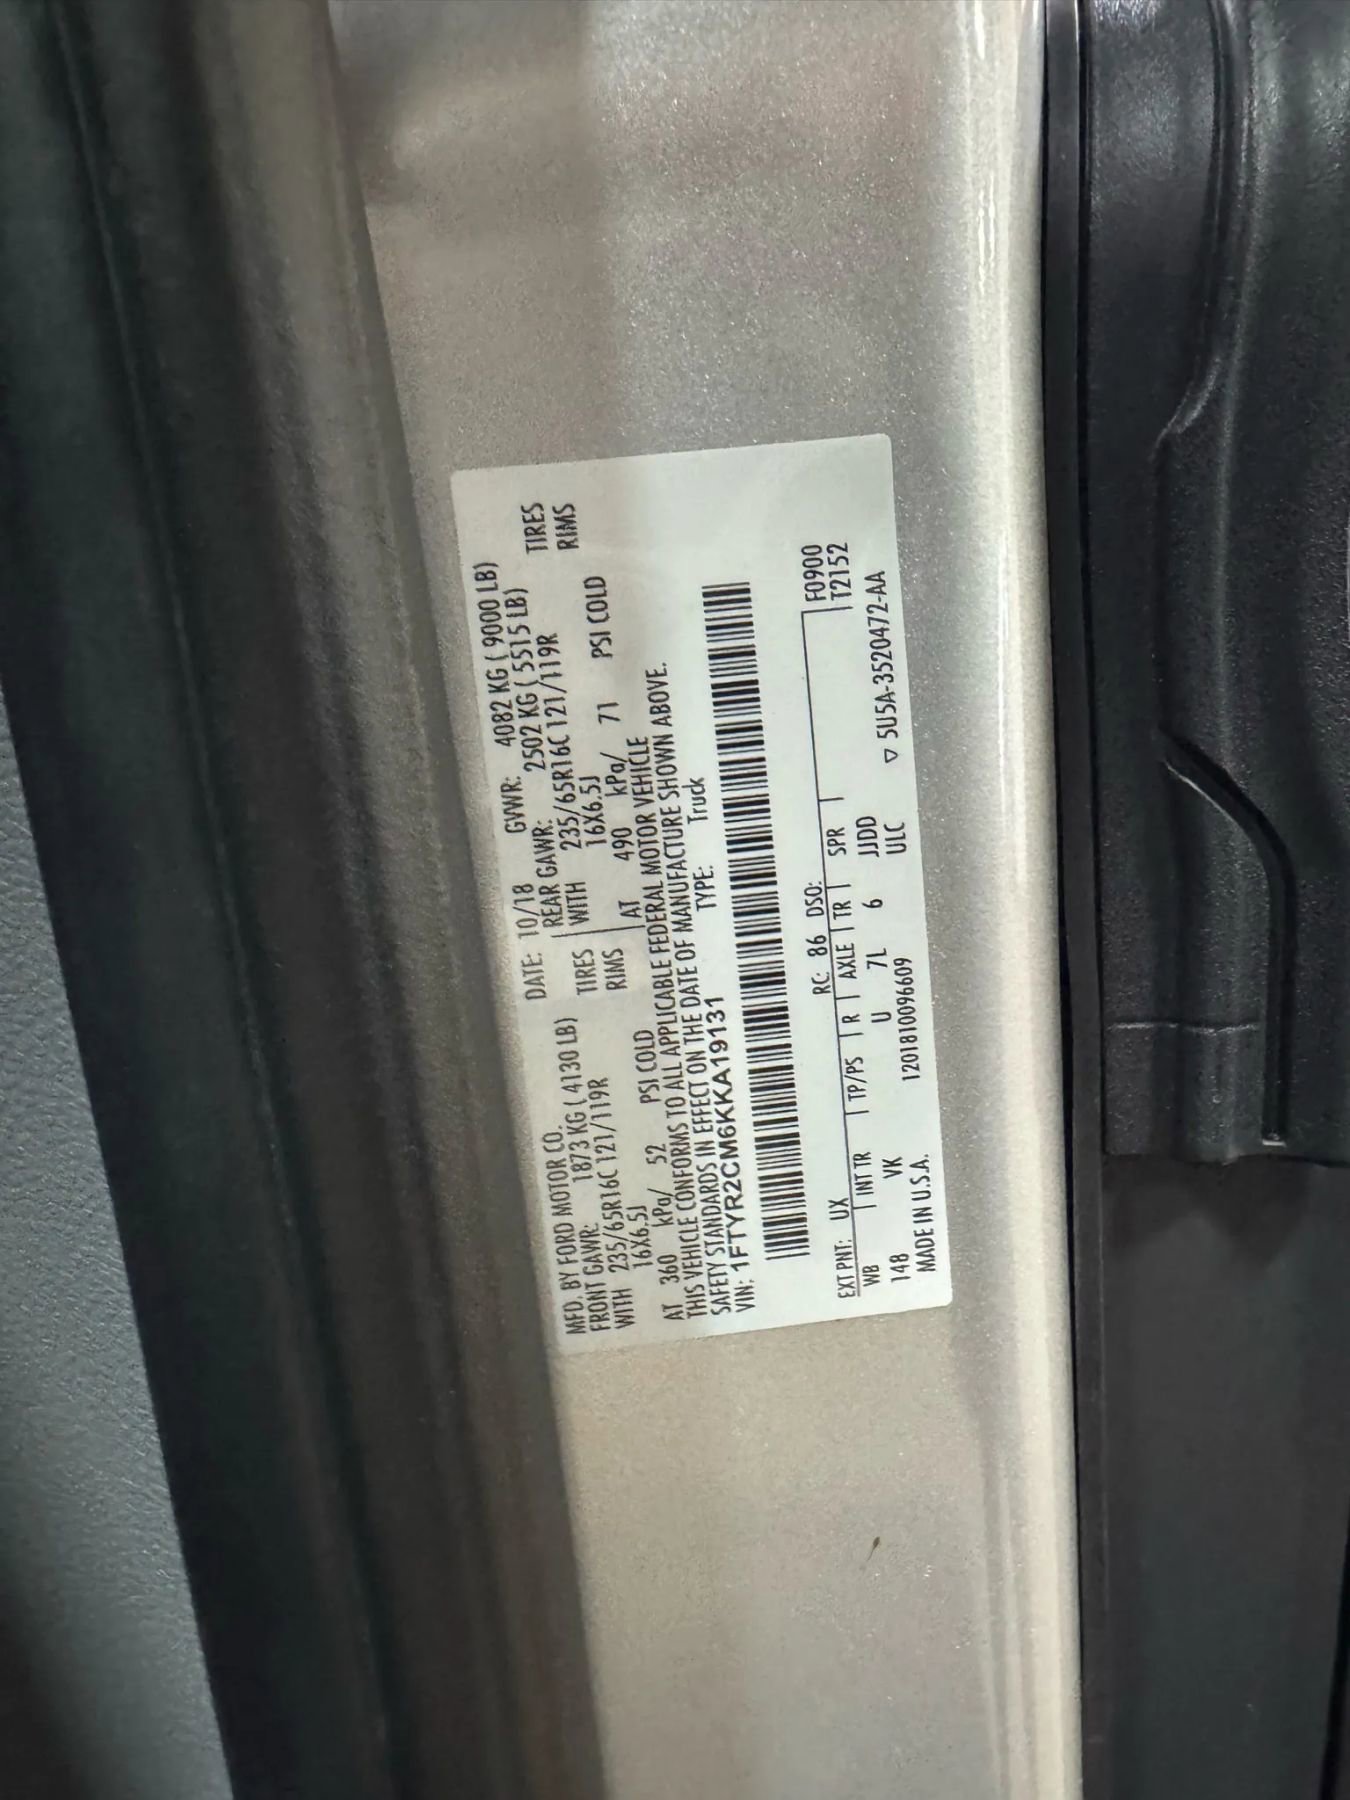 MFD. BY FORD MOTOR CO. DATE: 10/18 GVWR: 4082 KG ( 9000 LB)
FRONT GAWR: 1873 KG ( 4130 LB) REAR GAWR: 2502 KG ( 5515 LB)
WITH 235/65R16C 121/119R TIRES WITH 235/65R16C 121/119R TIRES
16X6.5J RIMS 16X6.5J RIMS
AT 360 kPa/ 52 PSI COLD AT 490 kPa/ 71 PSI COLD
THIS VEHICLE CONFORMS TO ALL APPLICABLE FEDERAL MOTOR VEHICLE
SAFETY STANDARDS IN EFFECT ON THE DATE OF MANUFACTURE SHOWN ABOVE.
VIN: 1FTYR2CM6KKA19131 TYPE: Truck
EXT PNT: UX RC: 86 DSO: F0900
WB INT TR TP/PS R AXLE TR SPR T2152
148 VK U 7L 6 JJDD
MADE IN U.S.A. 1201810096609 ULC ▽ 5U5A-3520472-AA